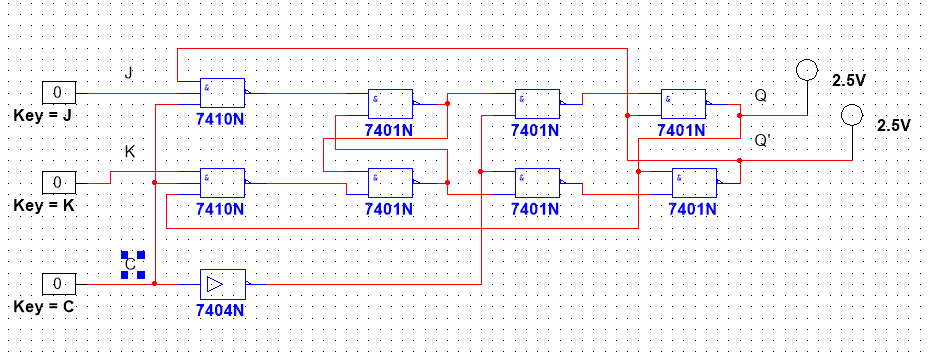 J
0
Key = J
&
7410N
&
7401N
&
7401N
&
7401N
Q
2.5V
2.5V
Q'
K
0
Key = K
&
7410N
&
7401N
&
7401N
&
7401N
C
0
Key = C
7404N